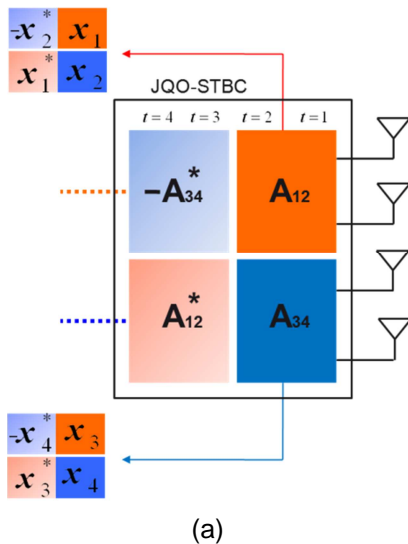 -x₂* x₁
x₁* x₂
JQO-STBC
t = 4 t = 3 t = 2 t = 1
-A₃₄* A₁₂
A₁₂* A₃₄
-x₄* x₃
x₃* x₄
(a)